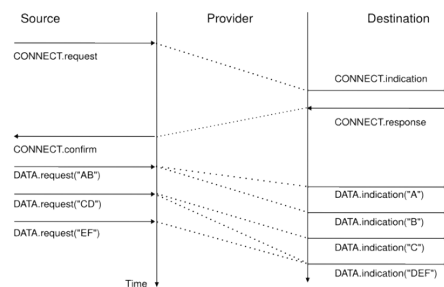 Source Provider Destination
CONNECT.request
CONNECT.indication
CONNECT.response
CONNECT.confirm
DATA.request("AB")
DATA.indication("A")
DATA.request("CD")
DATA.indication("B")
DATA.request("EF")
DATA.indication("C")
DATA.indication("DEF")
Time